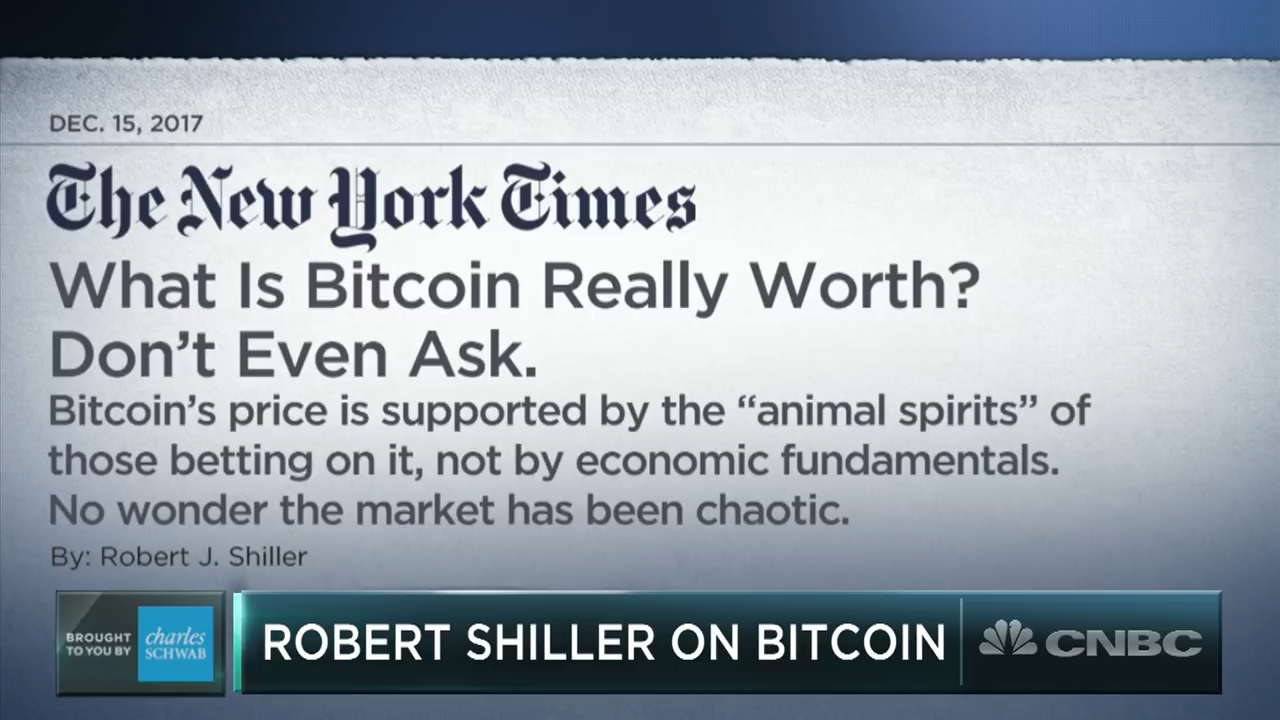 DEC. 15, 2017
The New York Times
What Is Bitcoin Really Worth?
Don’t Even Ask.
Bitcoin’s price is supported by the “animal spirits” of
those betting on it, not by economic fundamentals.
No wonder the market has been chaotic.
By: Robert J. Shiller
BROUGHT
TO YOU BY
charles
SCHWAB
ROBERT SHILLER ON BITCOIN
CNBC